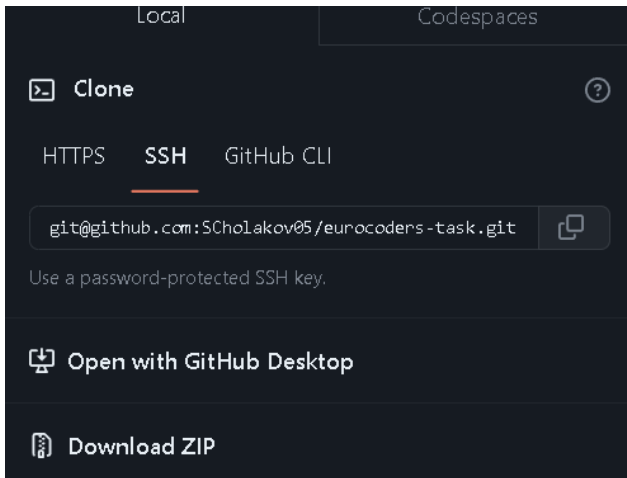 Local
Codespaces
Clone
HTTPS
SSH
GitHub CLI
git@github.com:SCholakov05/eurocoders-task.git
Use a password-protected SSH key.
Open with GitHub Desktop
Download ZIP